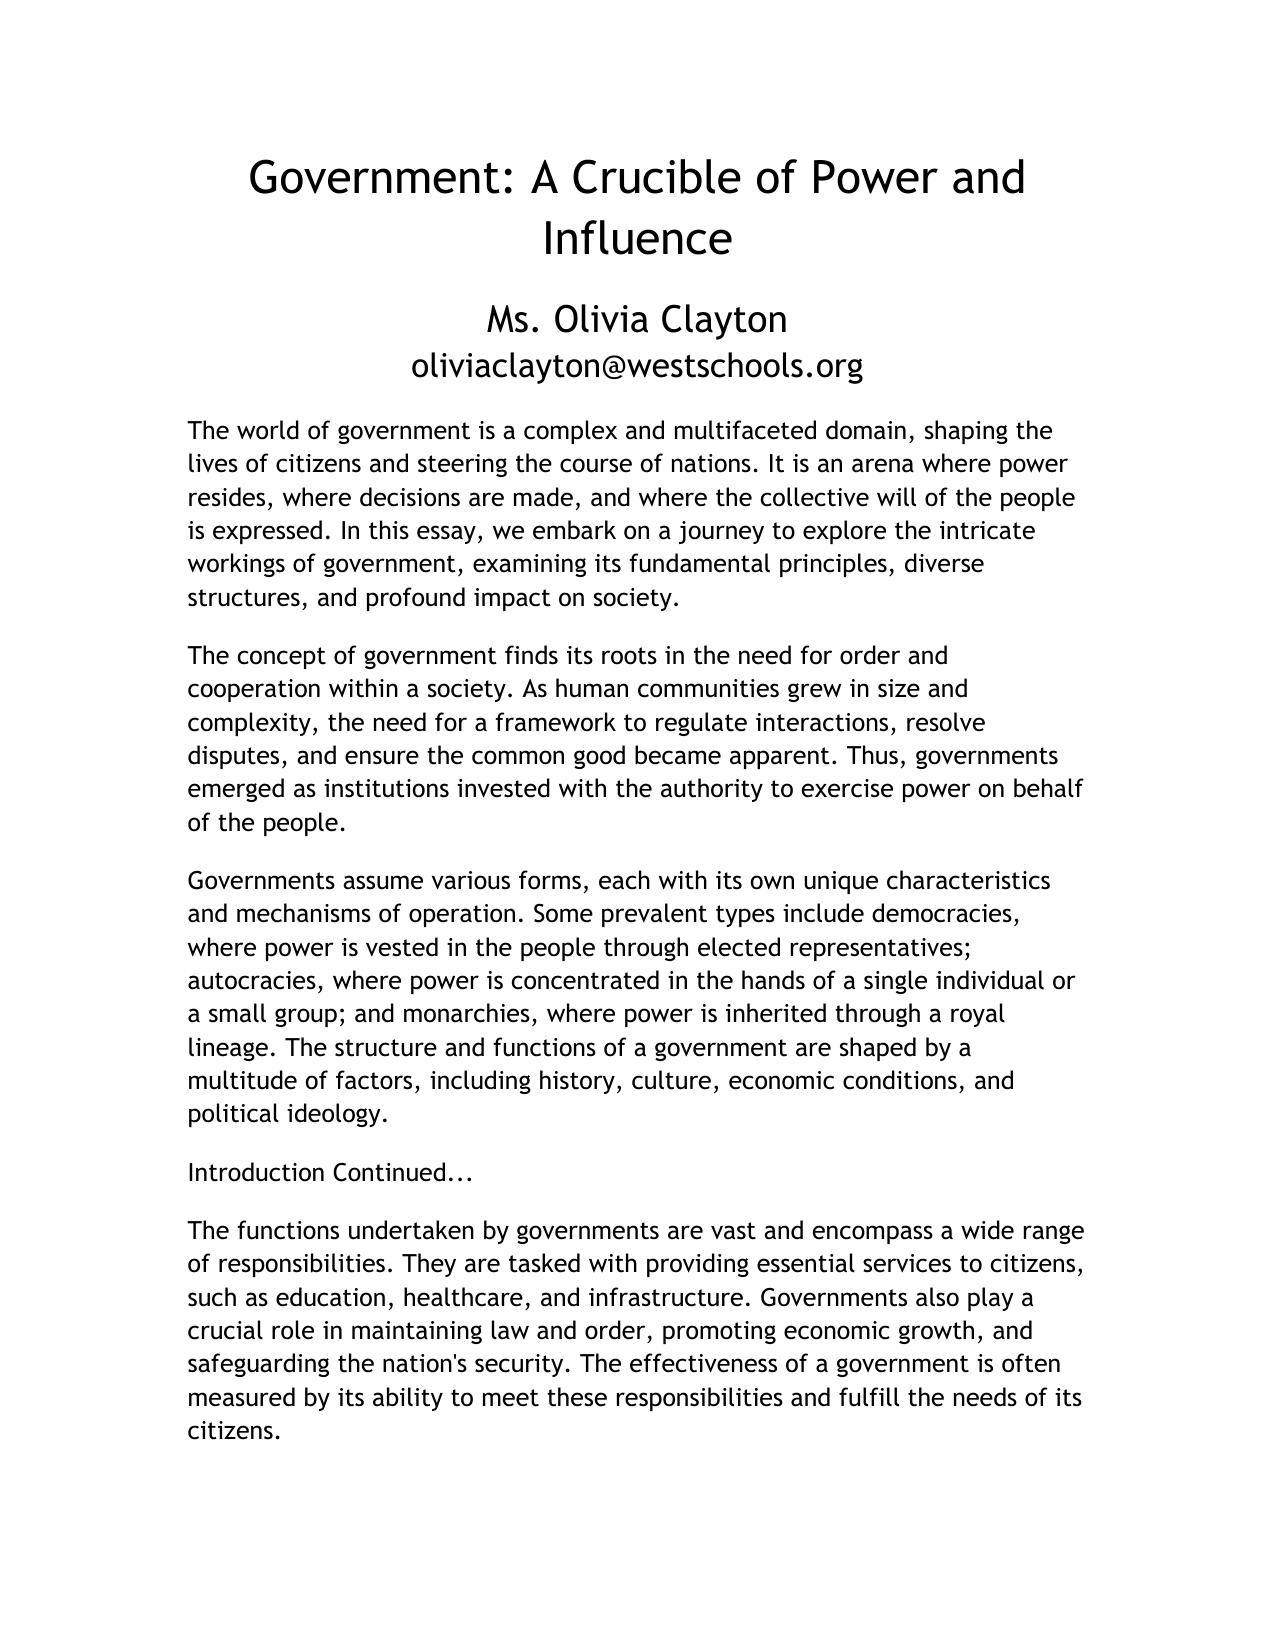 Government: A Crucible of Power and
Influence
Ms. Olivia Clayton
oliviaclayton@westschools.org
The world of government is a complex and multifaceted domain, shaping the
lives of citizens and steering the course of nations. It is an arena where power
resides, where decisions are made, and where the collective will of the people
is expressed. In this essay, we embark on a journey to explore the intricate
workings of government, examining its fundamental principles, diverse
structures, and profound impact on society.
The concept of government finds its roots in the need for order and
cooperation within a society. As human communities grew in size and
complexity, the need for a framework to regulate interactions, resolve
disputes, and ensure the common good became apparent. Thus, governments
emerged as institutions invested with the authority to exercise power on behalf
of the people.
Governments assume various forms, each with its own unique characteristics
and mechanisms of operation. Some prevalent types include democracies,
where power is vested in the people through elected representatives;
autocracies, where power is concentrated in the hands of a single individual or
a small group; and monarchies, where power is inherited through a royal
lineage. The structure and functions of a government are shaped by a
multitude of factors, including history, culture, economic conditions, and
political ideology.
Introduction Continued...
The functions undertaken by governments are vast and encompass a wide range
of responsibilities. They are tasked with providing essential services to citizens,
such as education, healthcare, and infrastructure. Governments also play a
crucial role in maintaining law and order, promoting economic growth, and
safeguarding the nation's security. The effectiveness of a government is often
measured by its ability to meet these responsibilities and fulfill the needs of its
citizens.